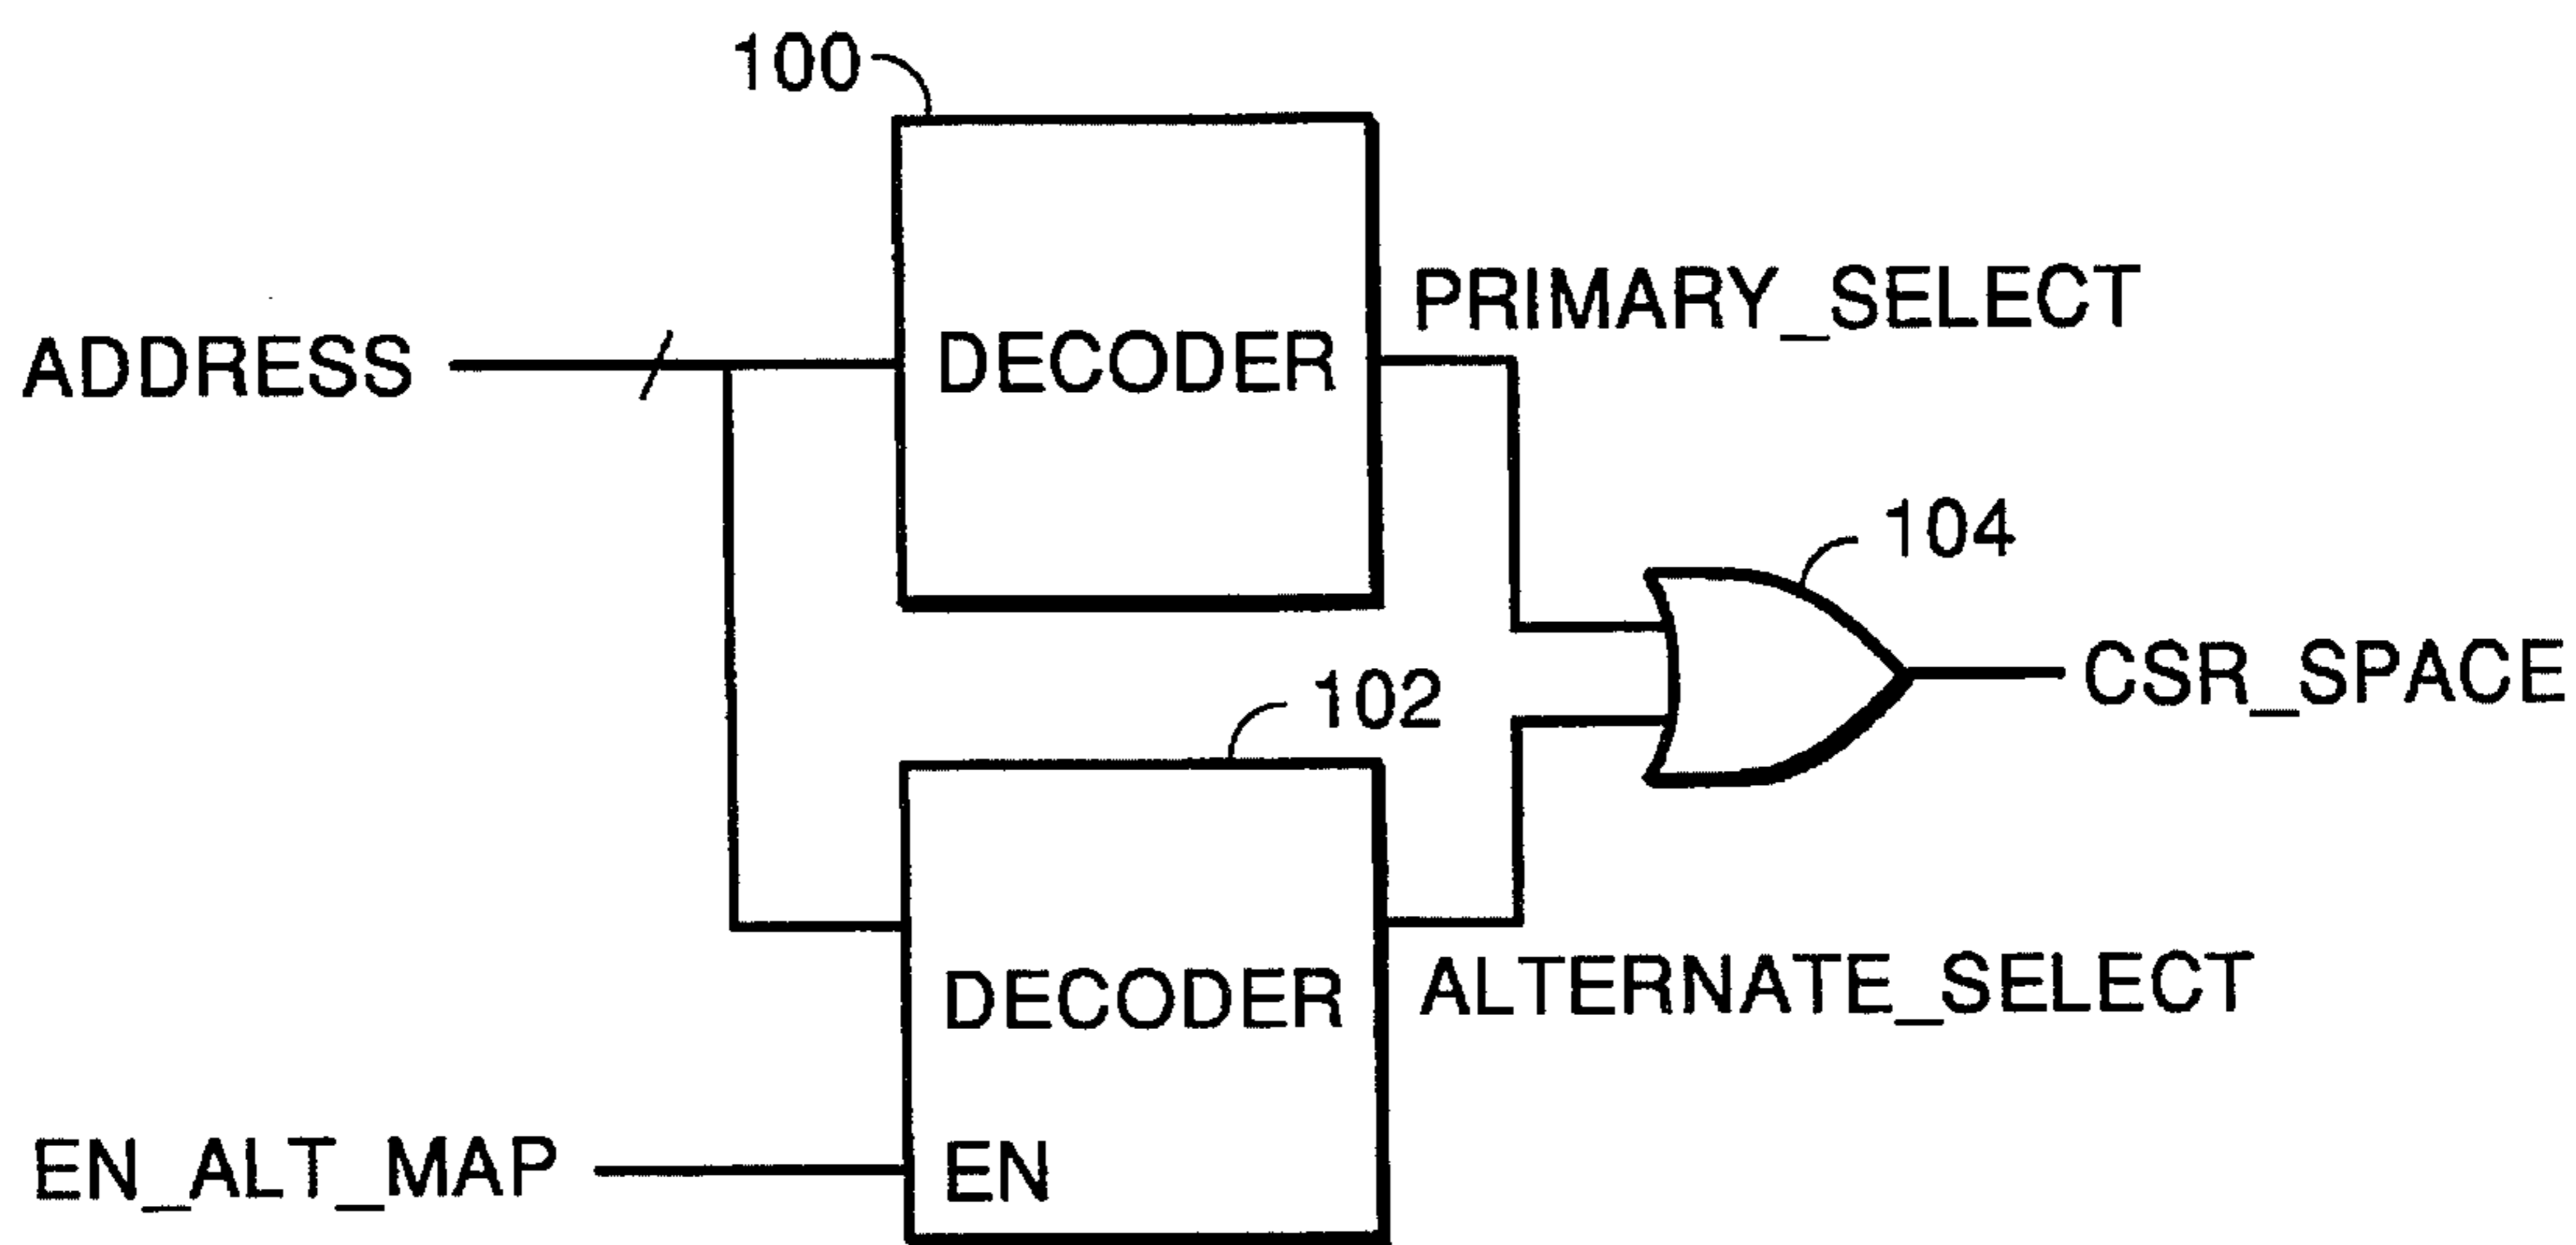 100
PRIMARY_SELECT
ADDRESS
DECODER
104
CSR_SPACE
102
DECODER
ALTERNATE_SELECT
EN_ALT_MAP
EN